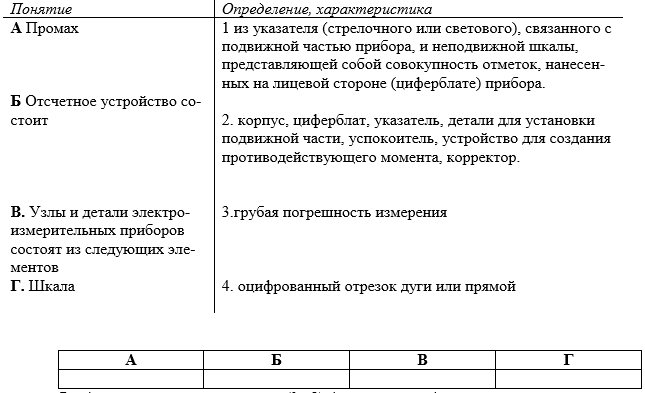 Понятие Определение, характеристика
А Промах 1 из указателя (стрелочного или светового), связанного с
подвижной частью прибора, и неподвижной шкалы,
представляющей собой совокупность отметок, нанесен-
ных на лицевой стороне (циферблате) прибора.
Б Отсчетное устройство со-
стоит
2. корпус, циферблат, указатель, детали для установки
подвижной части, успокоитель, устройство для создания
противодействующего момента, корректор.
В. Узлы и детали электро-
измерительных приборов
состоят из следующих эле-
ментов
3.грубая погрешность измерения
Г. Шкала 4. оцифрованный отрезок дуги или прямой
А Б В Г